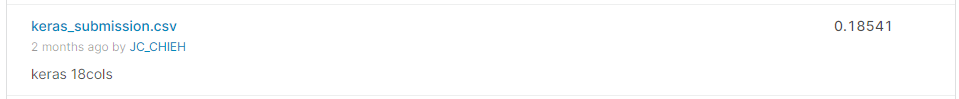 keras_submission.csv 0.18541
2 months ago by JC_CHIEH
keras 18cols